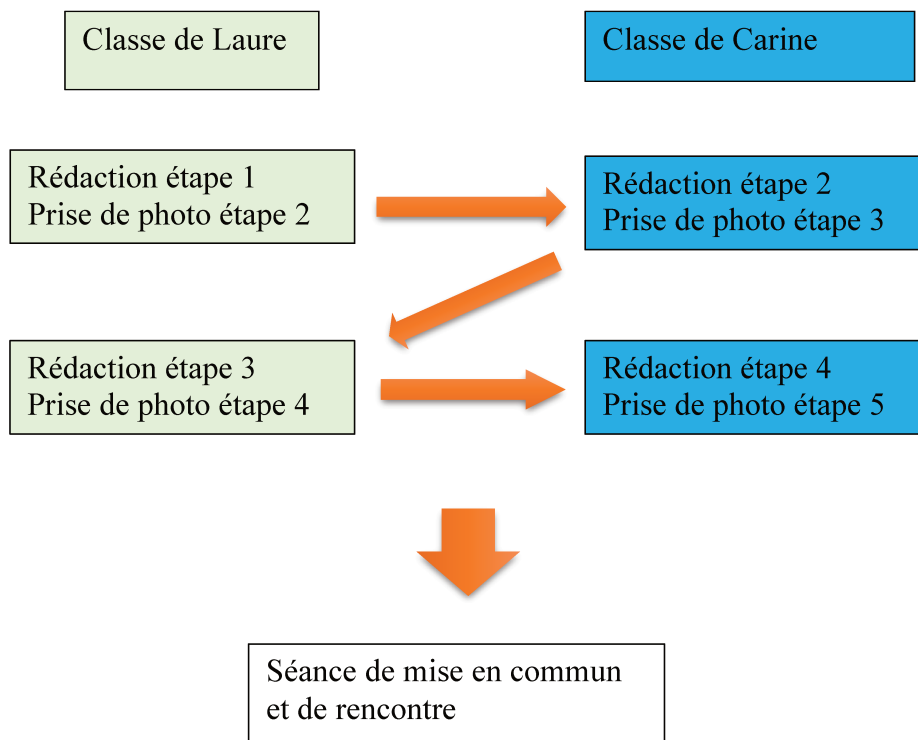 Classe de Laure
Classe de Carine
Rédaction étape 1
Prise de photo étape 2
Rédaction étape 2
Prise de photo étape 3
Rédaction étape 3
Prise de photo étape 4
Rédaction étape 4
Prise de photo étape 5
Séance de mise en commun
et de rencontre